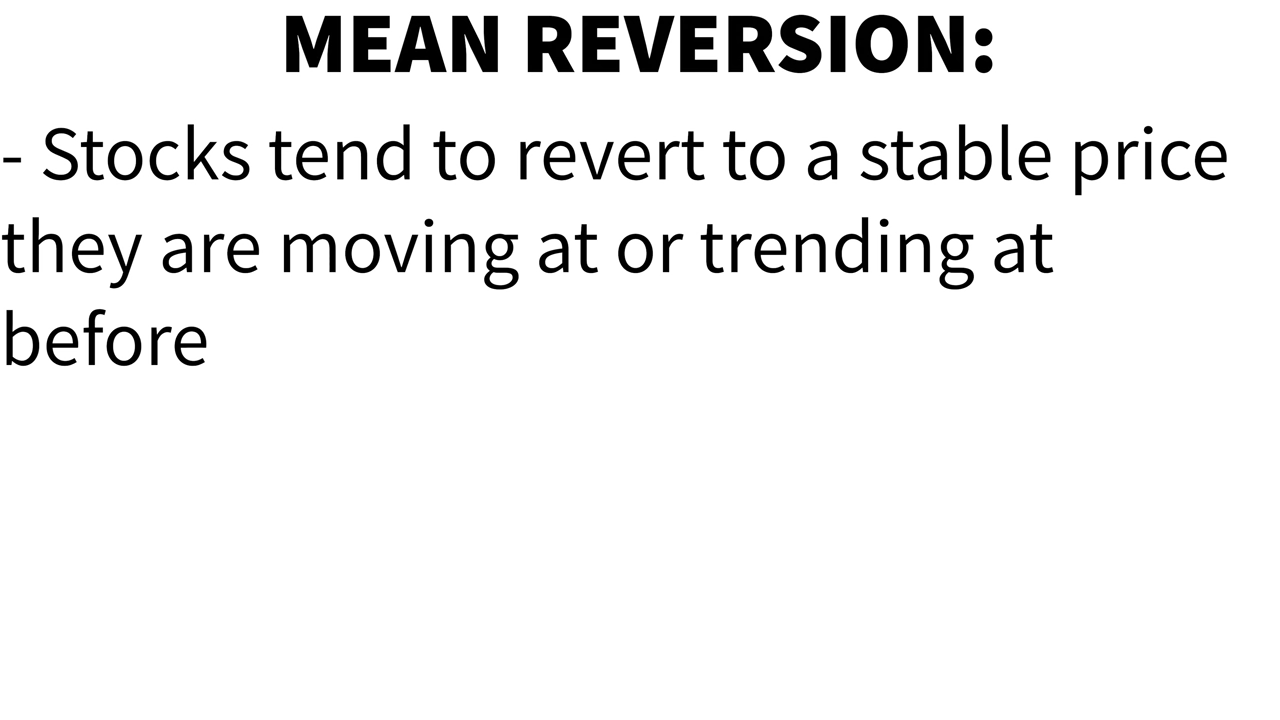 MEAN REVERSION:
- Stocks tend to revert to a stable price
they are moving at or trending at
before